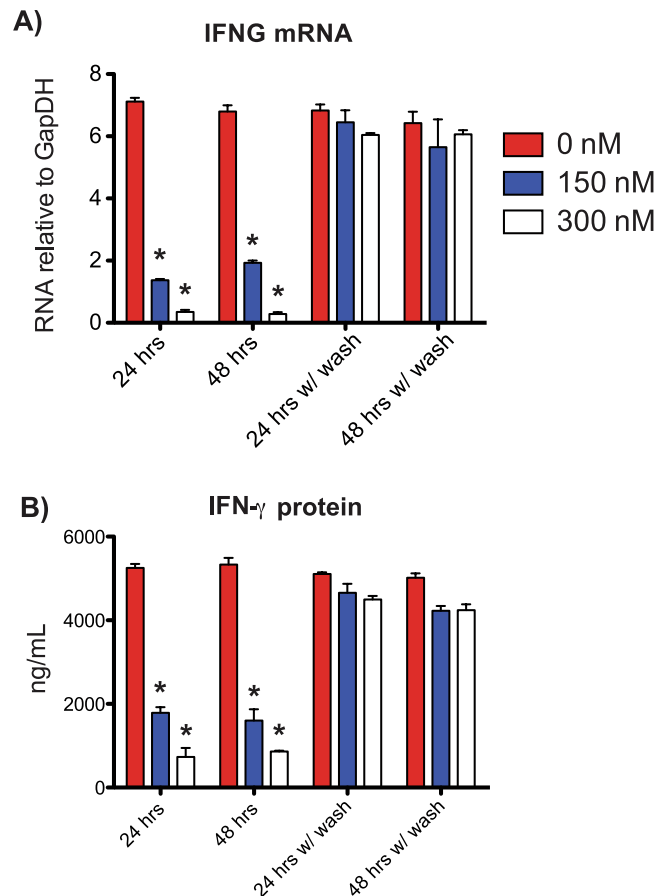 A)
IFNG mRNA
RNA relative to GapDH
8
6
4
2
0
* * * *
24 hrs
48 hrs
24 hrs w/ wash
48 hrs w/ wash
0 nM
150 nM
300 nM
B)
IFN-γ protein
ng/mL
6000
4000
2000
0
* * * *
24 hrs
48 hrs
24 hrs w/ wash
48 hrs w/ wash